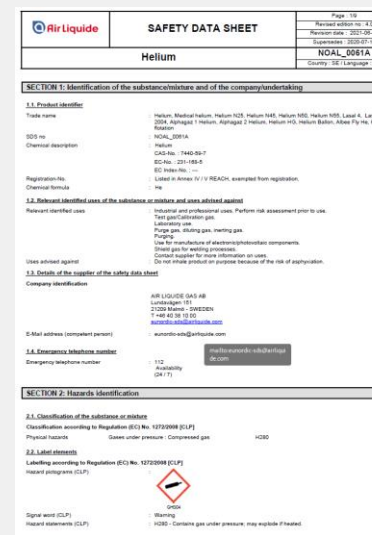 Air Liquide
SAFETY DATA SHEET
Helium
Page : 1/9
Revised edition no : 4.0
Revision date : 2021-06-
Supersedes : 2020-07-1
NOAL_0061A
Country : SE / Language :
SECTION 1: Identification of the substance/mixture and of the company/undertaking
1.1. Product identifier
Trade name : Helium, Medical helium, Helium N25, Helium N45, Helium N50, Helium N55, Lasal 4, Las
2004, Alphagaz 1 Helium, Alphagaz 2 Helium, Helium HG, Helium Ballon, Albee Fly He,
flotation
SDS no : NOAL_0061A
Chemical description : Helium
CAS-No. : 7440-59-7
EC-No. : 231-168-5
EC Index-No. : ---
Registration-No. : Listed in Annex IV / V REACH, exempted from registration.
Chemical formula : He
1.2. Relevant identified uses of the substance or mixture and uses advised against
Relevant identified uses : Industrial and professional uses. Perform risk assessment prior to use.
Test gas/Calibration gas.
Laboratory use.
Purge gas, diluting gas, inerting gas.
Purging.
Use for manufacture of electronic/photovoltaic components.
Shield gas for welding processes.
Contact supplier for more information on uses.
Uses advised against : Do not inhale product on purpose because of the risk of asphyxiation.
1.3. Details of the supplier of the safety data sheet
Company identification
AIR LIQUIDE GAS AB
Lundavägen 151
21209 Malmö - SWEDEN
T +46 40 38 10 00
eunordic-sds@airliquide.com
E-Mail address (competent person) : eunordic-sds@airliquide.com
1.4. Emergency telephone number
mailto:eunordic-sds@airliqui
de.com
Emergency telephone number : 112
Availability
(24 / 7)
SECTION 2: Hazards identification
2.1. Classification of the substance or mixture
Classification according to Regulation (EC) No. 1272/2008 [CLP]
Physical hazards Gases under pressure : Compressed gas H280
2.2. Label elements
Labelling according to Regulation (EC) No. 1272/2008 [CLP]
Hazard pictograms (CLP) :
GHS04
Signal word (CLP) : Warning
Hazard statements (CLP) : H280 - Contains gas under pressure; may explode if heated.